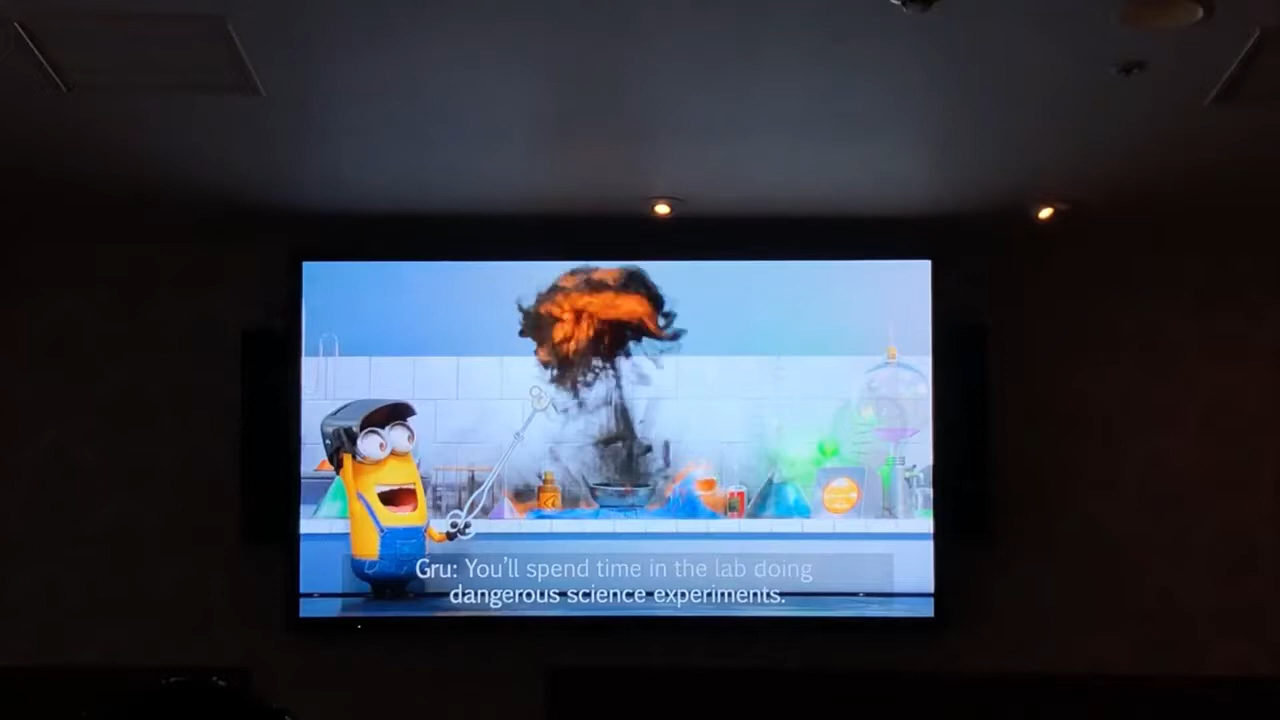 Gru: You'll spend time in the lab doing
dangerous science experiments.